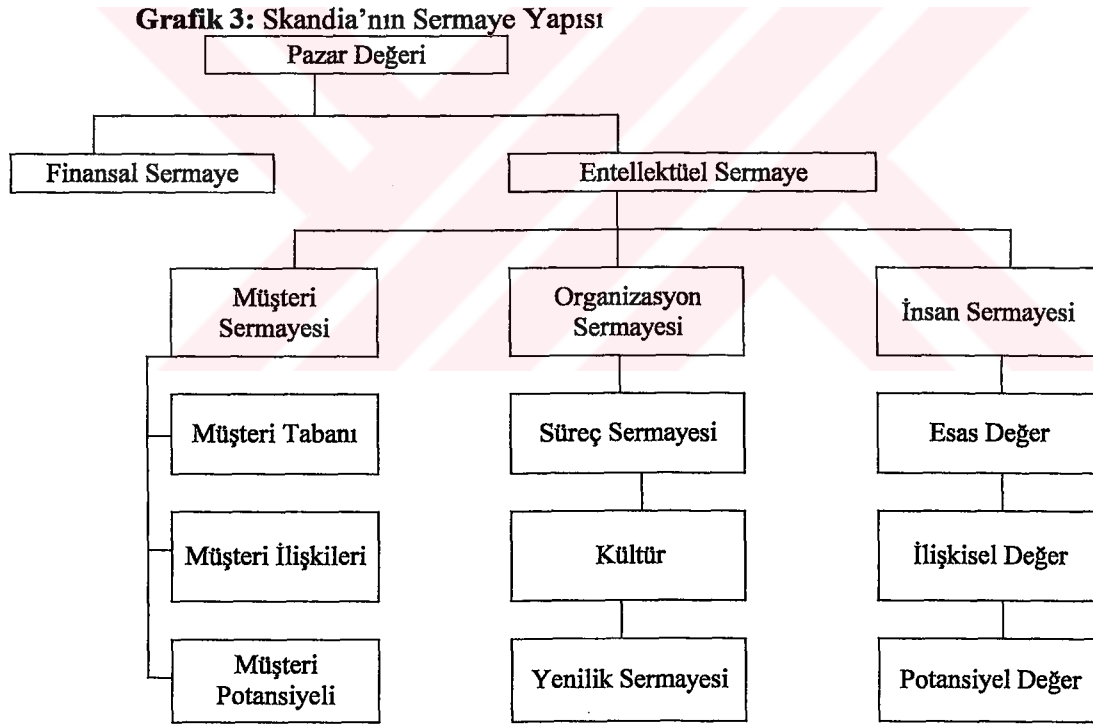 Grafik 3: Skandia’nın Sermaye Yapısı
Pazar Değeri
Finansal Sermaye
Entellektüel Sermaye
Müşteri
Sermayesi
Organizasyon
Sermayesi
İnsan Sermayesi
Müşteri Tabanı
Süreç Sermayesi
Esas Değer
Müşteri İlişkileri
Kültür
İlişkisel Değer
Müşteri
Potansiyeli
Yenilik Sermayesi
Potansiyel Değer